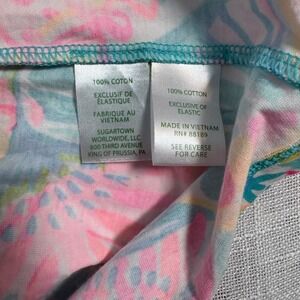 100% COTTON
EXCLUSIF DE
ÉLASTIQUE
FABRIQUE AU
VIETNAM
SUGARTOWN
WORLDWIDE, LLC
800 THIRD AVENUE
KING OF PRUSSIA, PA
100% COTTON
EXCLUSIVE OF
ELASTIC
MADE IN VIETNAM
RN# 88189
SEE REVERSE
FOR CARE